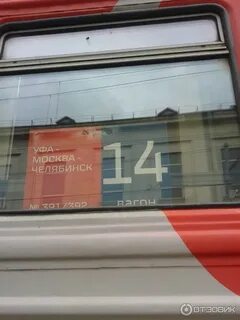 УФА-
МОСКВА-
ЧЕЛЯБИНСК
14
№ 391/392
вагон
ОТЗОВИК